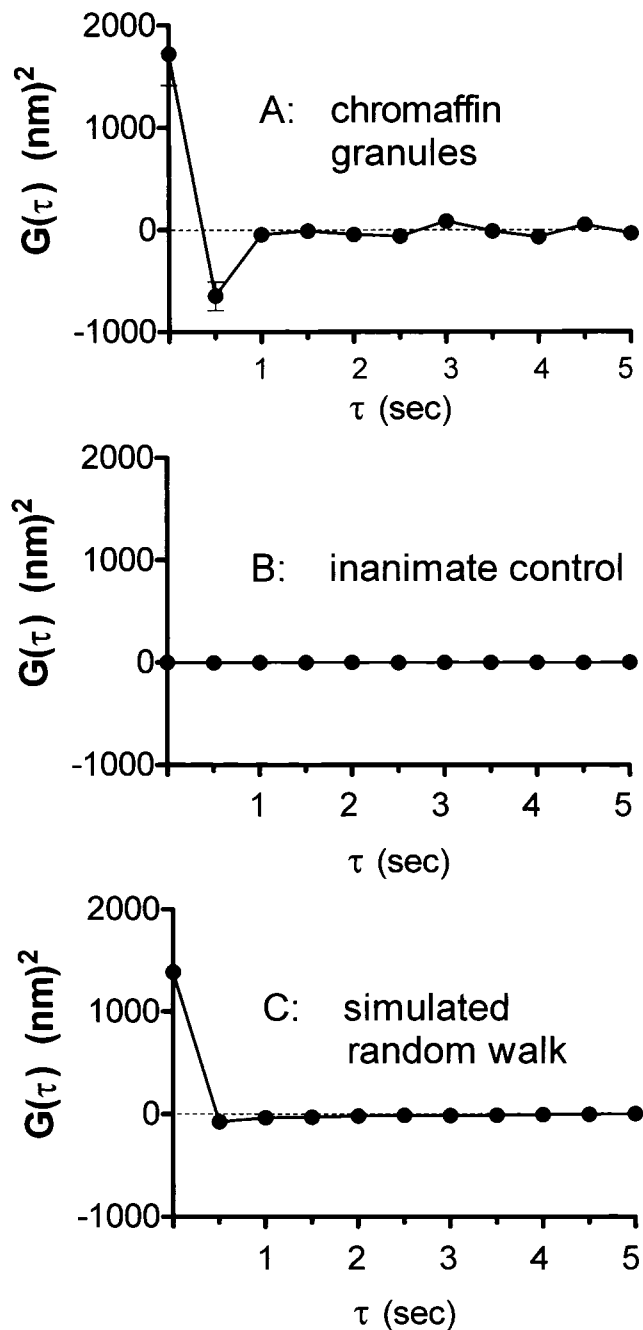 2000
1000
0
-1000
G(τ) (nm)²
A: chromaffin
granules
1 2 3 4 5
τ (sec)
2000
1000
0
-1000
G(τ) (nm)²
B: inanimate control
1 2 3 4 5
τ (sec)
2000
1000
0
-1000
G(τ) (nm)²
C: simulated
random walk
1 2 3 4 5
τ (sec)